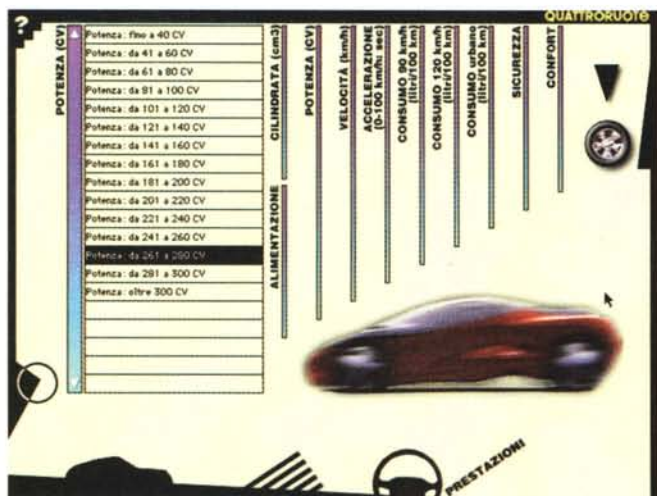 ?
QUATTRORUOTE
POTENZA (CV)
Potenza: fino a 40 CV
Potenza: da 41 a 60 CV
Potenza: da 61 a 80 CV
Potenza: da 81 a 100 CV
Potenza: da 101 a 120 CV
Potenza: da 121 a 140 CV
Potenza: da 141 a 160 CV
Potenza: da 161 a 180 CV
Potenza: da 181 a 200 CV
Potenza: da 201 a 220 CV
Potenza: da 221 a 240 CV
Potenza: da 241 a 260 CV
Potenza: da 261 a 280 CV
Potenza: da 281 a 300 CV
Potenza: oltre 300 CV
CILINDRATA (cm3)
ALIMENTAZIONE
POTENZA (CV)
VELOCITÀ (km/h)
ACCELERAZIONE
(0-100 km/h: sec)
CONSUMO 90 km/h
(litri/100 km)
CONSUMO 120 km/h
(litri/100 km)
CONSUMO urbano
(litri/100 km)
SICUREZZA
CONFORT
PRESTAZIONI